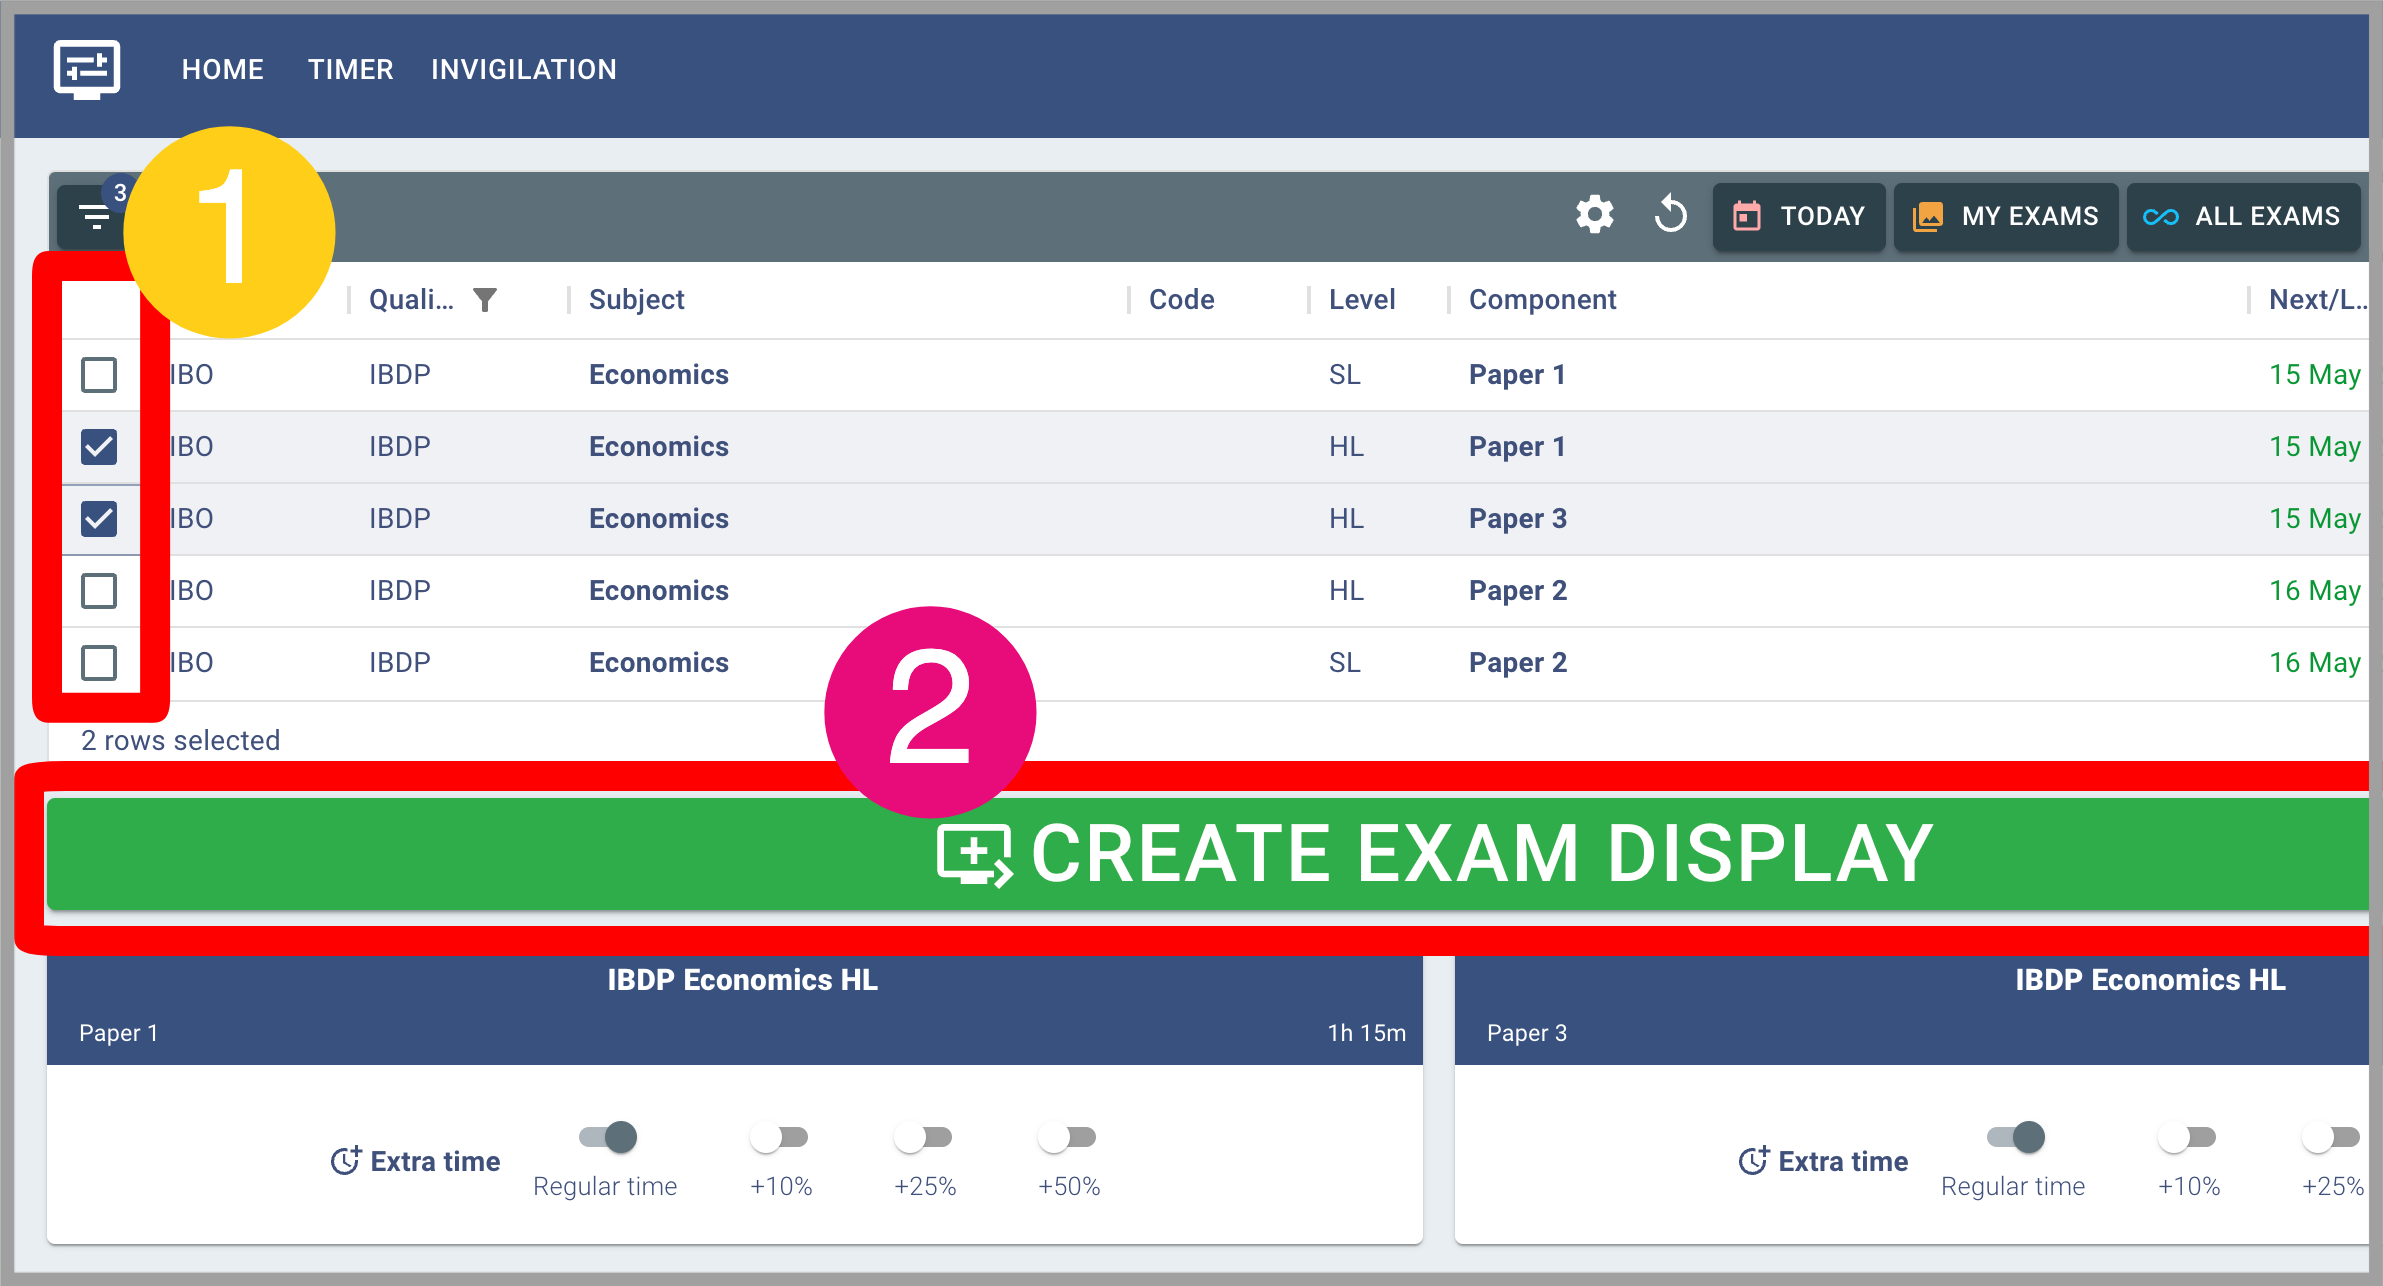 HOME TIMER INVIGILATION
3
1
TODAY MY EXAMS ALL EXAMS
Quali... Subject Code Level Component Next/L...
IBO IBDP Economics SL Paper 1 15 May
IBO IBDP Economics HL Paper 1 15 May
IBO IBDP Economics HL Paper 3 15 May
IBO IBDP Economics HL Paper 2 16 May
IBO IBDP Economics SL Paper 2 16 May
2
2 rows selected
CREATE EXAM DISPLAY
IBDP Economics HL
Paper 1 1h 15m
Extra time
Regular time +10% +25% +50%
IBDP Economics HL
Paper 3
Extra time
Regular time +10% +25%